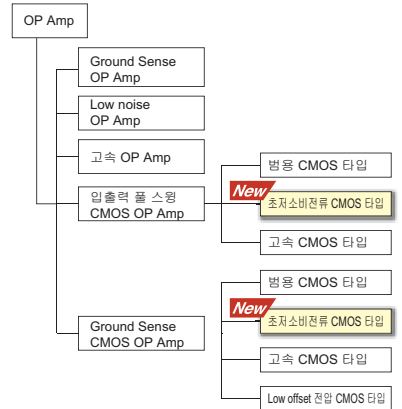 OP Amp
Ground Sense
OP Amp
Low noise
OP Amp
고속 OP Amp
입출력 풀 스윙
CMOS OP Amp
범용 CMOS 타입
New
초저소비전류 CMOS 타입
고속 CMOS 타입
Ground Sense
CMOS OP Amp
범용 CMOS 타입
New
초저소비전류 CMOS 타입
고속 CMOS 타입
Low offset 전압 CMOS 타입